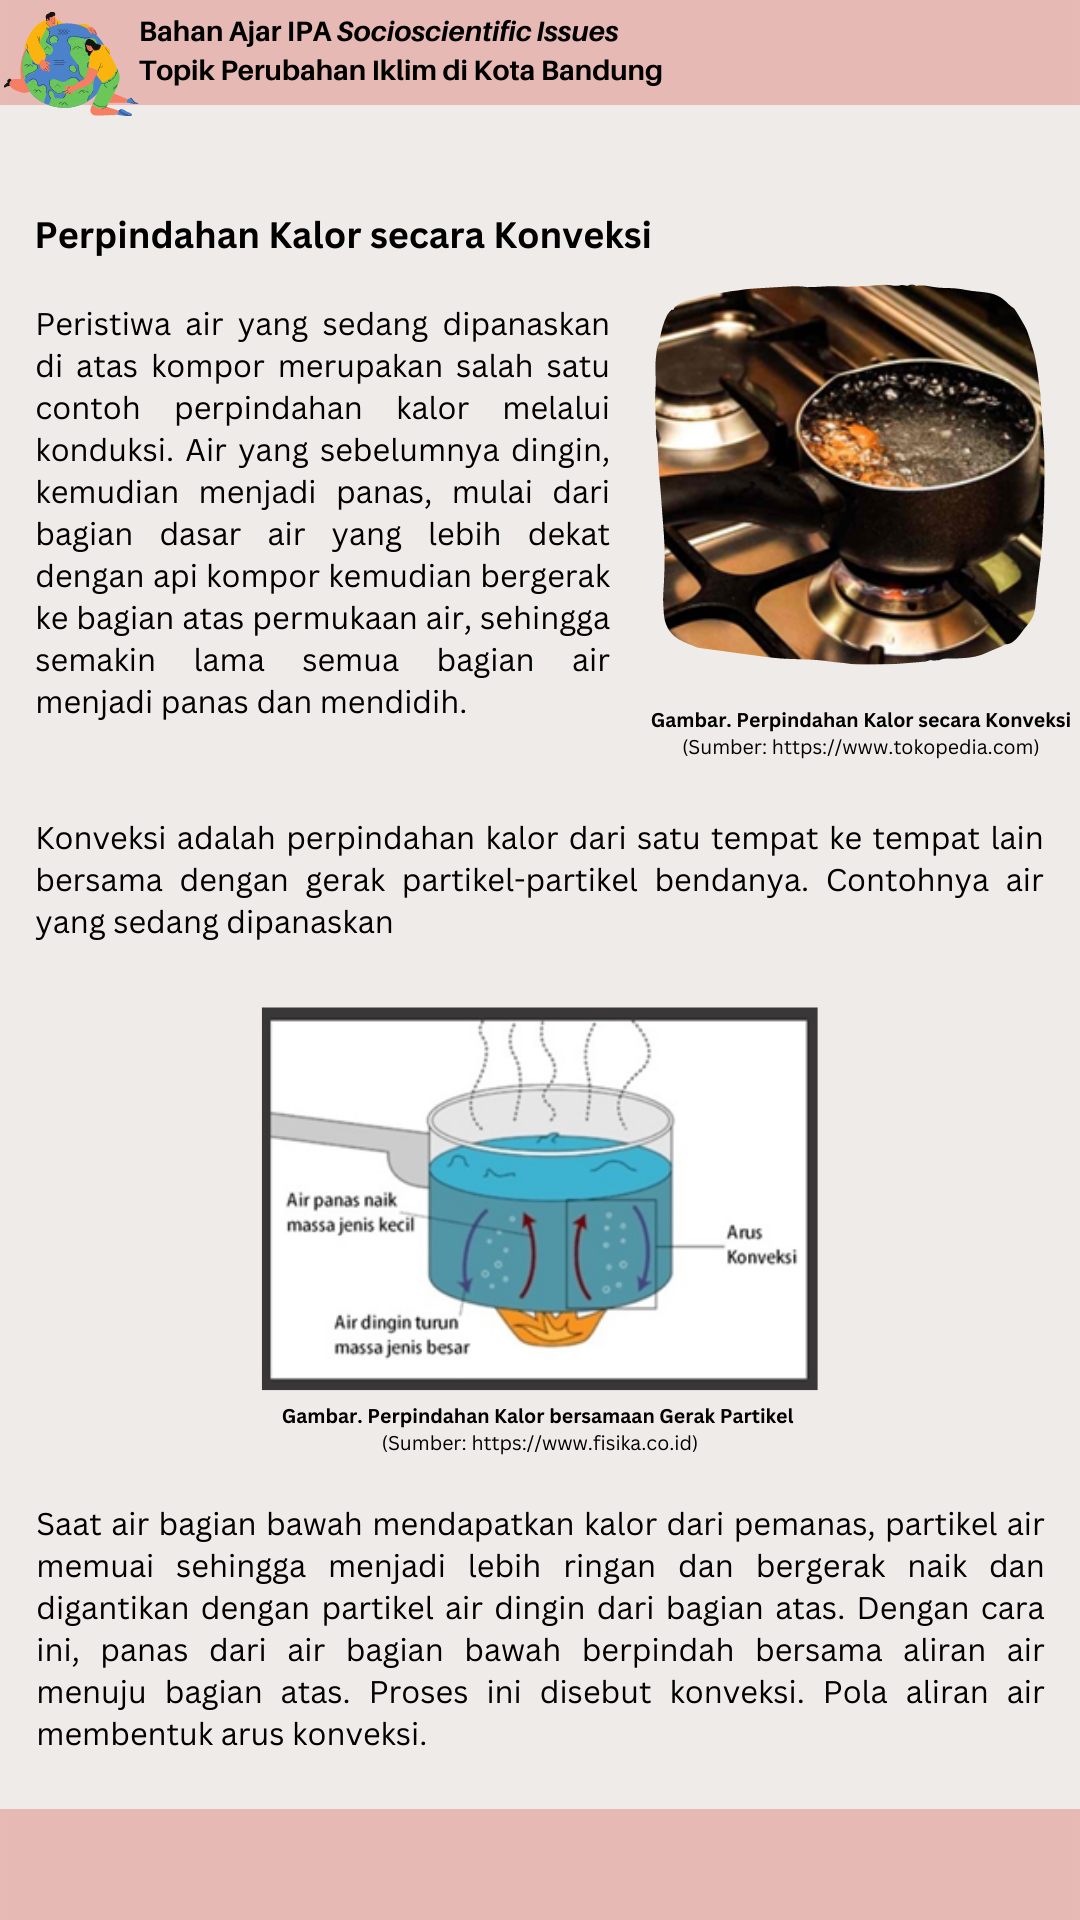 Bahan Ajar IPA Socioscientific Issues
Topik Perubahan Iklim di Kota Bandung
Perpindahan Kalor secara Konveksi
Peristiwa air yang sedang dipanaskan
di atas kompor merupakan salah satu
contoh perpindahan kalor melalui
konduksi. Air yang sebelumnya dingin,
kemudian menjadi panas, mulai dari
bagian dasar air yang lebih dekat
dengan api kompor kemudian bergerak
ke bagian atas permukaan air, sehingga
semakin lama semua bagian air
menjadi panas dan mendidih.
Gambar. Perpindahan Kalor secara Konveksi
(Sumber: https://www.tokopedia.com)
Konveksi adalah perpindahan kalor dari satu tempat ke tempat lain
bersama dengan gerak partikel-partikel bendanya. Contohnya air
yang sedang dipanaskan
Air panas naik
massa jenis kecil
Arus
Konveksi
Air dingin turun
massa jenis besar
Gambar. Perpindahan Kalor bersamaan Gerak Partikel
(Sumber: https://www.fisika.co.id)
Saat air bagian bawah mendapatkan kalor dari pemanas, partikel air
memuai sehingga menjadi lebih ringan dan bergerak naik dan
digantikan dengan partikel air dingin dari bagian atas. Dengan cara
ini, panas dari air bagian bawah berpindah bersama aliran air
menuju bagian atas. Proses ini disebut konveksi. Pola aliran air
membentuk arus konveksi.